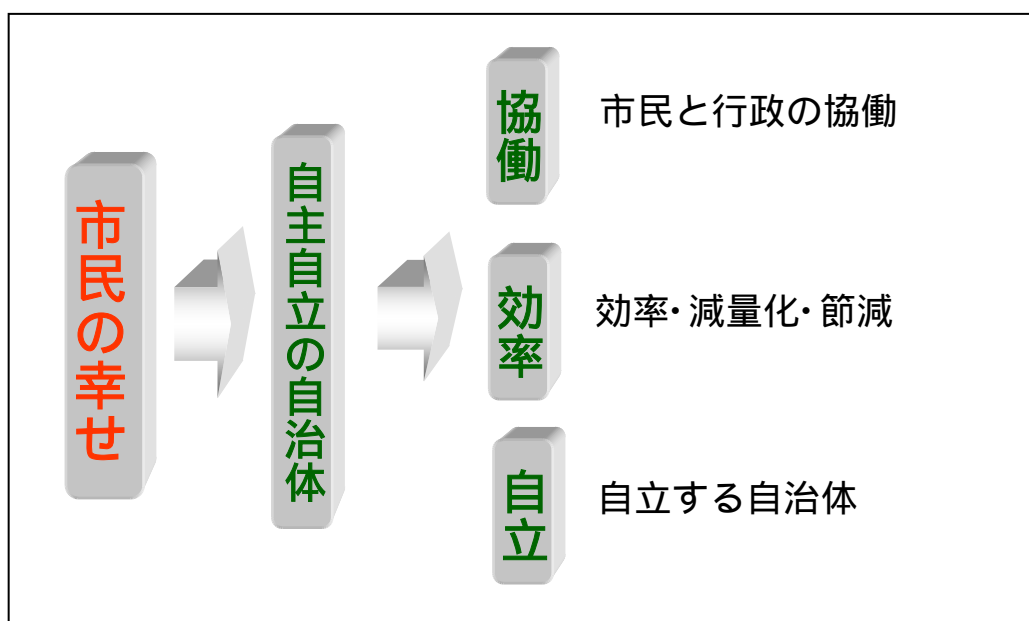 市民の幸せ
自主自立の自治体
協働
市民と行政の協働
効率
効率・減量化・節減
自立
自立する自治体